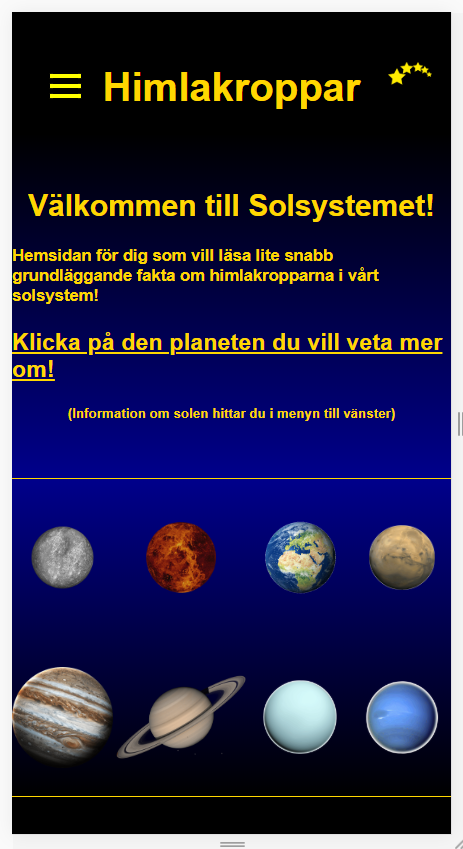 Himlakroppar
Välkommen till Solsystemet!
Hemsidan för dig som vill läsa lite snabb
grundläggande fakta om himlakropparna i vårt
solsystem!
Klicka på den planeten du vill veta mer
om!
(Information om solen hittar du i menyn till vänster)